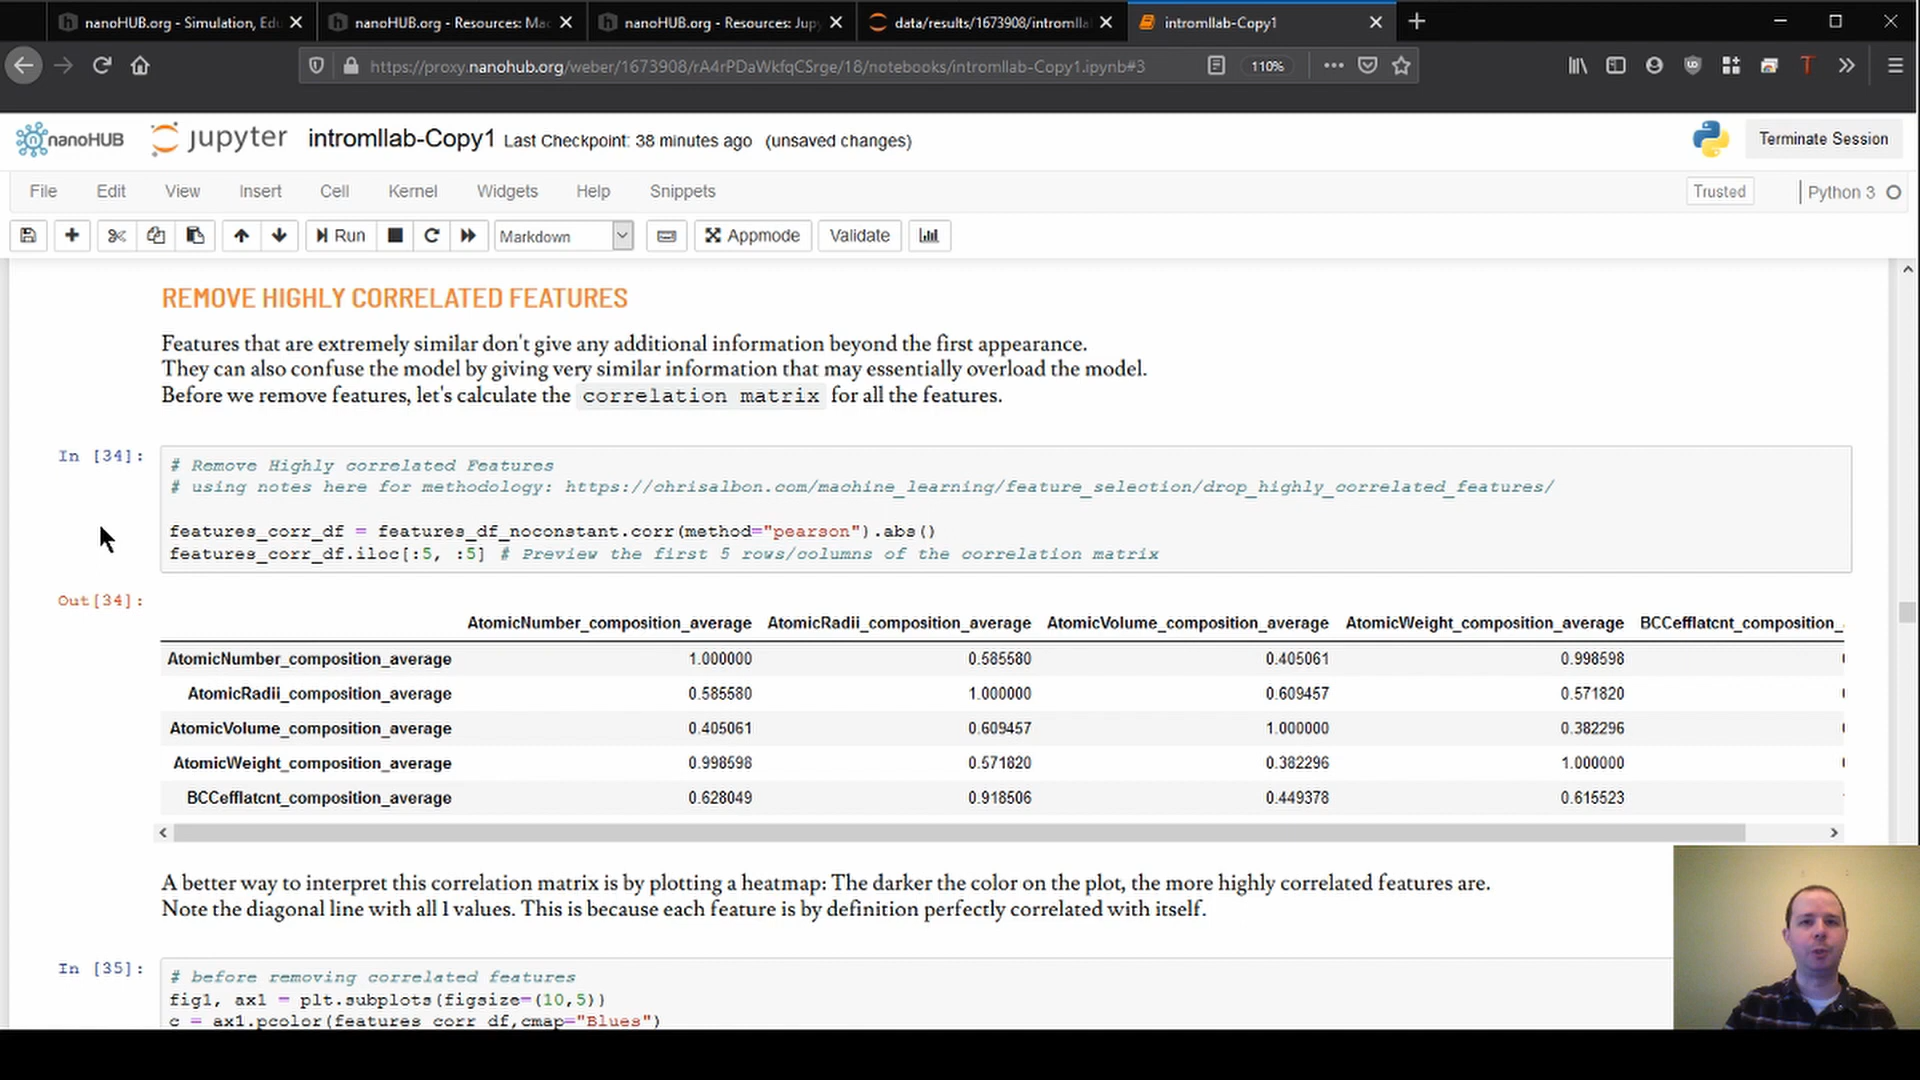 nanoHUB.org - Simulation, Edu
nanoHUB.org - Resources: Mac
nanoHUB.org - Resources: Jupy
data/results/1673908/intromlla
intromllab-Copy1
https://proxy.nanohub.org/weber/1673908/rA4rPDaWkfqCSrge/18/notebooks/intromllab-Copy1.ipynb#3
110%
nanoHUB
jupyter
intromllab-Copy1 Last Checkpoint: 38 minutes ago (unsaved changes)
Terminate Session
File Edit View Insert Cell Kernel Widgets Help Snippets
Trusted
Python 3
Run
Markdown
Appmode
Validate
REMOVE HIGHLY CORRELATED FEATURES
Features that are extremely similar don't give any additional information beyond the first appearance.
They can also confuse the model by giving very similar information that may essentially overload the model.
Before we remove features, let's calculate the correlation matrix for all the features.
In [34]:
# Remove Highly correlated Features
# using notes here for methodology: https://chrisalbon.com/machine_learning/feature_selection/drop_highly_correlated_features/
features_corr_df = features_df_noconstant.corr(method="pearson").abs()
features_corr_df.iloc[:5, :5] # Preview the first 5 rows/columns of the correlation matrix
Out[34]:
AtomicNumber_composition_average AtomicRadii_composition_average AtomicVolume_composition_average AtomicWeight_composition_average BCCefflatcnt_composition_
AtomicNumber_composition_average 1.000000 0.585580 0.405061 0.998598
AtomicRadii_composition_average 0.585580 1.000000 0.609457 0.571820
AtomicVolume_composition_average 0.405061 0.609457 1.000000 0.382296
AtomicWeight_composition_average 0.998598 0.571820 0.382296 1.000000
BCCefflatcnt_composition_average 0.628049 0.918506 0.449378 0.615523
A better way to interpret this correlation matrix is by plotting a heatmap: The darker the color on the plot, the more highly correlated features are.
Note the diagonal line with all 1 values. This is because each feature is by definition perfectly correlated with itself.
In [35]:
# before removing correlated features
fig1, ax1 = plt.subplots(figsize=(10,5))
c = ax1.pcolor(features_corr_df,cmap="Blues")